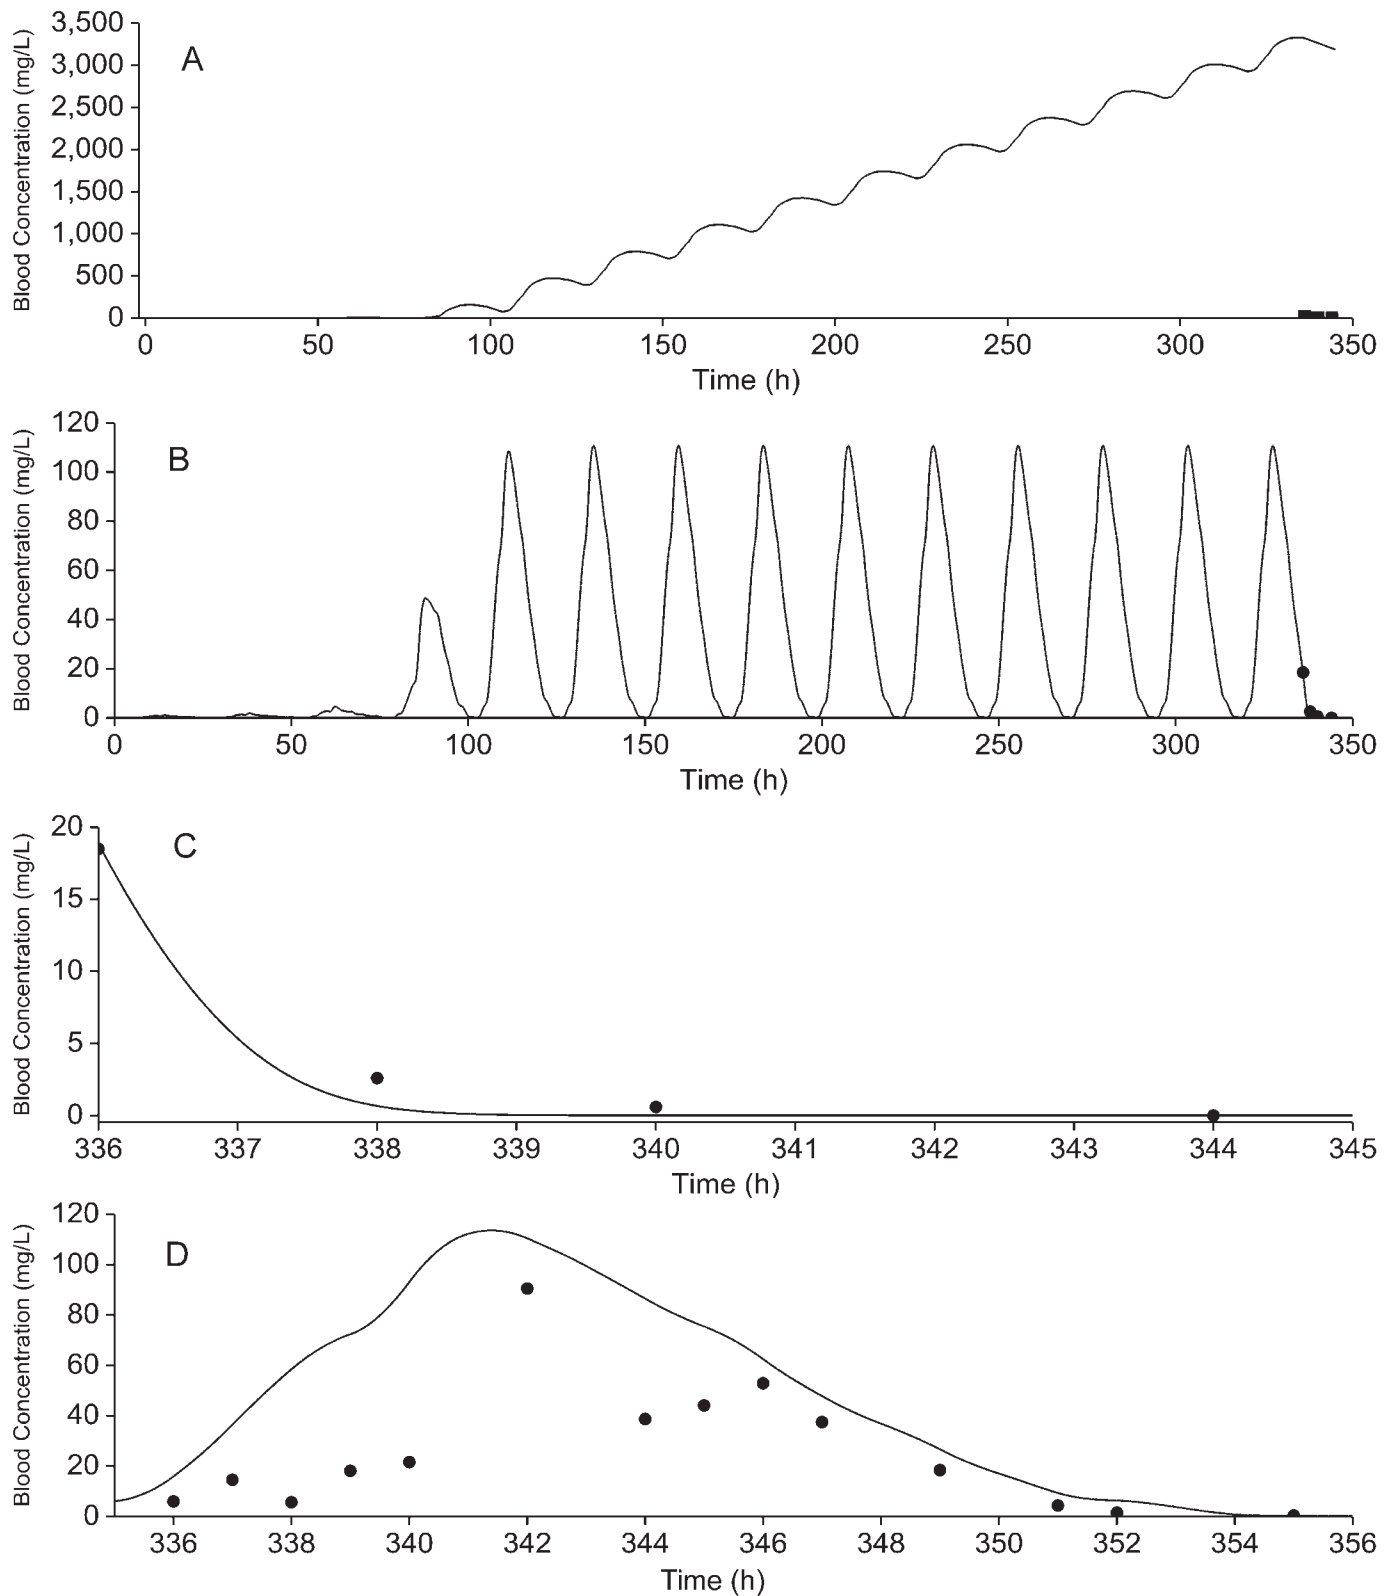 A
Blood Concentration (mg/L)
3,500
3,000
2,500
2,000
1,500
1,000
500
0
0 50 100 150 200 250 300 350
Time (h)
B
Blood Concentration (mg/L)
120
100
80
60
40
20
0
0 50 100 150 200 250 300 350
Time (h)
C
Blood Concentration (mg/L)
20
15
10
5
0
336 337 338 339 340 341 342 343 344 345
Time (h)
D
Blood Concentration (mg/L)
120
100
80
60
40
20
0
336 338 340 342 344 346 348 350 352 354 356
Time (h)